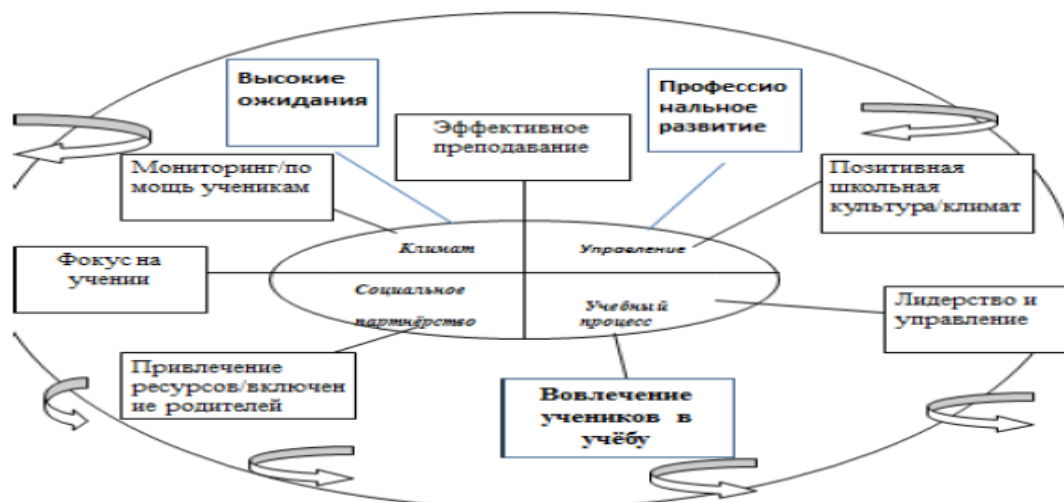 Высокие
ожидания
Профессио
нальное
развитие
Эффективное
преподавание
Мониторинг/по
мощь ученикам
Позитивная
школьная
культура/климат
Климат
Управление
Фокус на
учении
Социальное
партнёрство
Учебный
процесс
Лидерство и
управление
Привлечение
ресурсов/включен
ие родителей
Вовлечение
учеников в
учёбу